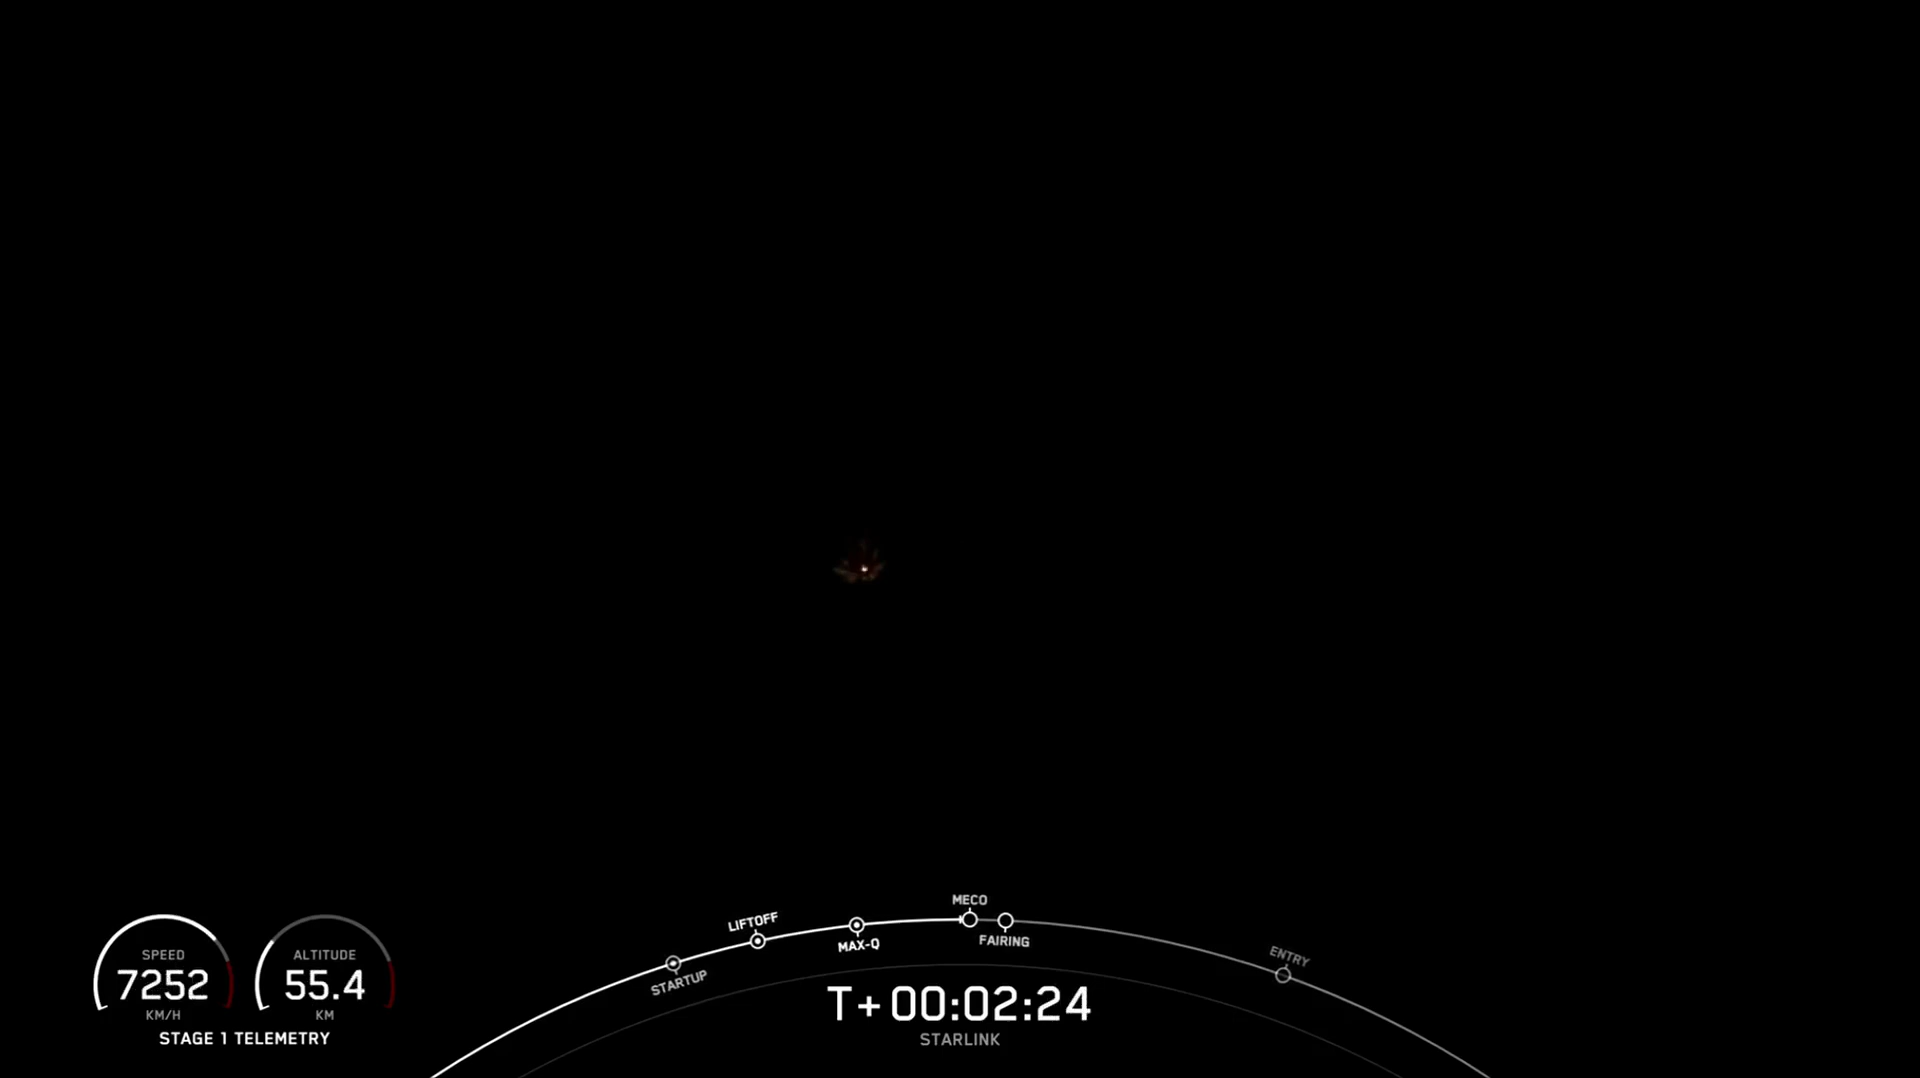 SPEED
7252
KM/H
ALTITUDE
55.4
KM
STAGE 1 TELEMETRY
STARTUP
LIFTOFF
MAX-Q
MECO
FAIRING
ENTRY
T+00:02:24
STARLINK